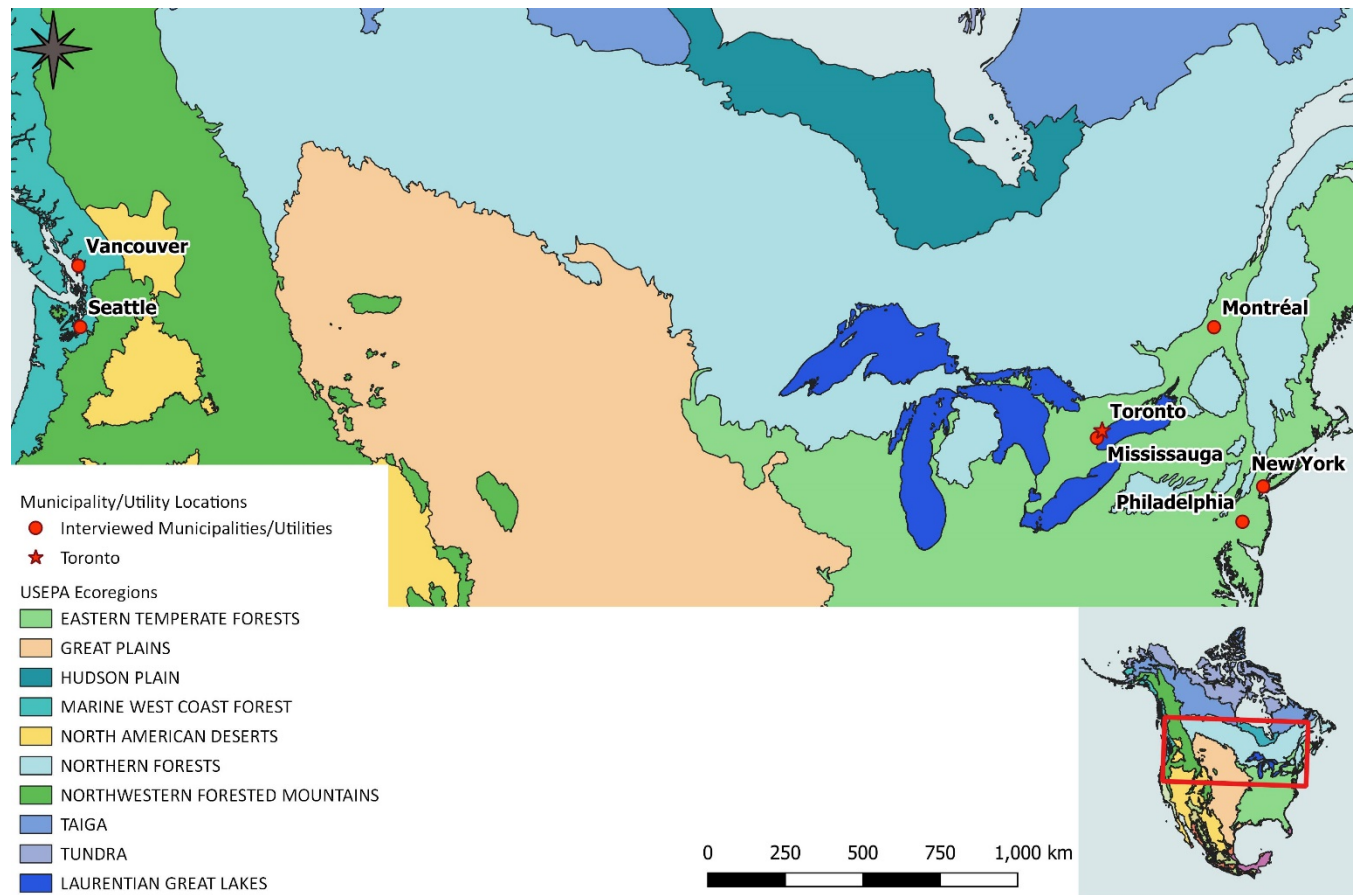 Vancouver
Seattle
Montréal
Toronto
Mississauga
New York
Philadelphia
Municipality/Utility Locations
Interviewed Municipalities/Utilities
Toronto
USEPA Ecoregions
EASTERN TEMPERATE FORESTS
GREAT PLAINS
HUDSON PLAIN
MARINE WEST COAST FOREST
NORTH AMERICAN DESERTS
NORTHERN FORESTS
NORTHWESTERN FORESTED MOUNTAINS
TAIGA
TUNDRA
LAURENTIAN GREAT LAKES
0 250 500 750 1,000 km